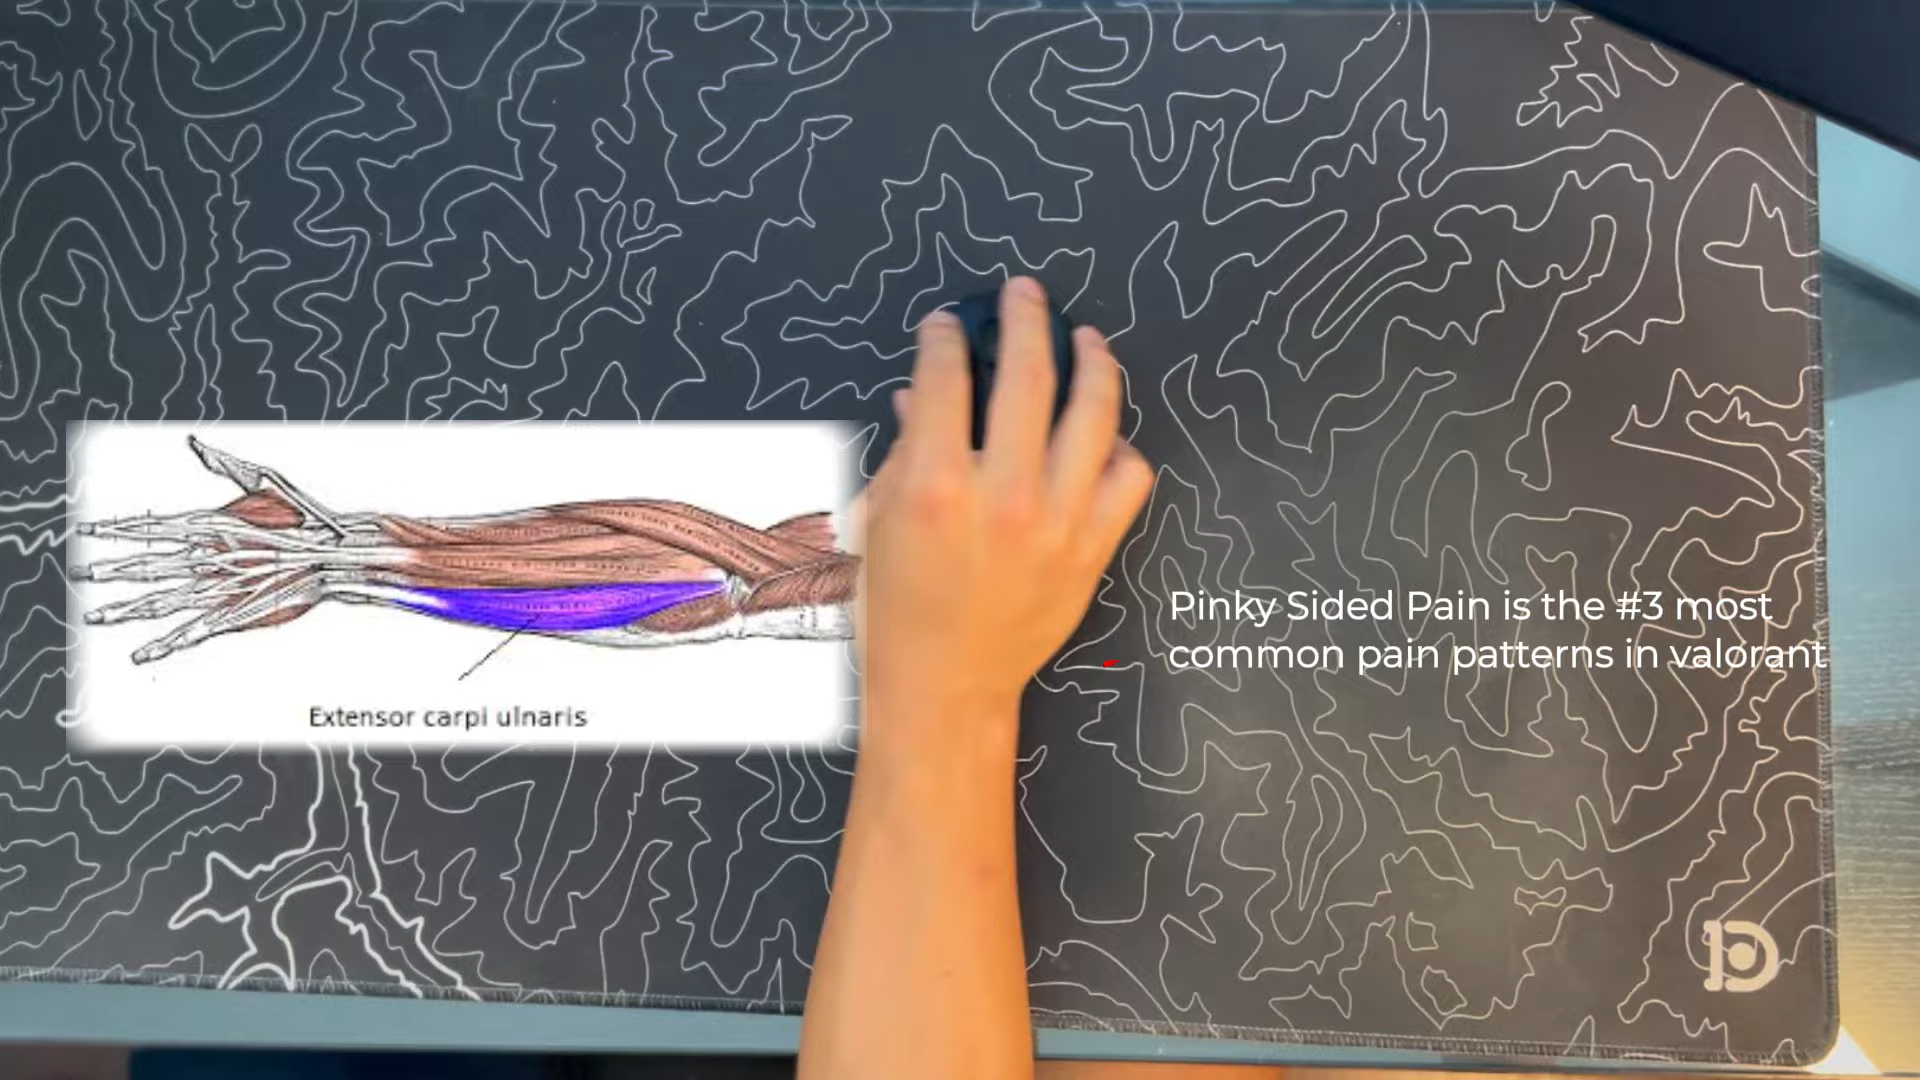 Pinky Sided Pain is the #3 most
common pain patterns in valorant
Extensor carpi ulnaris